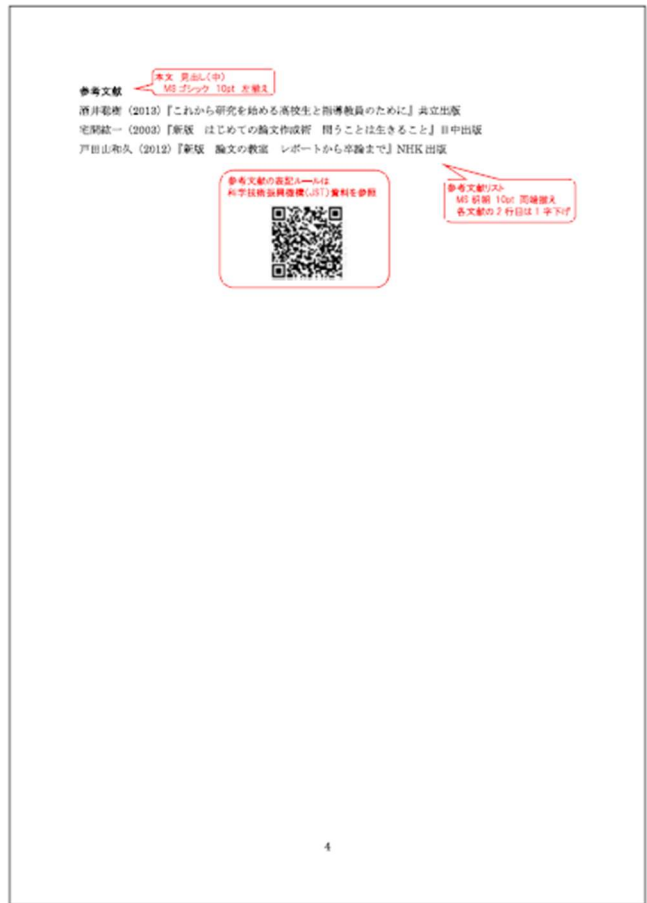 本文 見出し(中)
MS ゴシック 10pt 左揃え
参考文献
酒井聡樹 (2013)『これから研究を始める高校生と指導教員のために』共立出版
宅間紘一 (2003)『新版 はじめての論文作成術 問うことは生きること』日中出版
戸田山和久 (2012)『新版 論文の教室 レポートから卒論まで』NHK 出版
参考文献の表記ルールは
科学技術振興機構(JST)資料を参照
参考文献リスト
MS 明朝 10pt 両端揃え
各文献の 2 行目は 1 字下げ
4